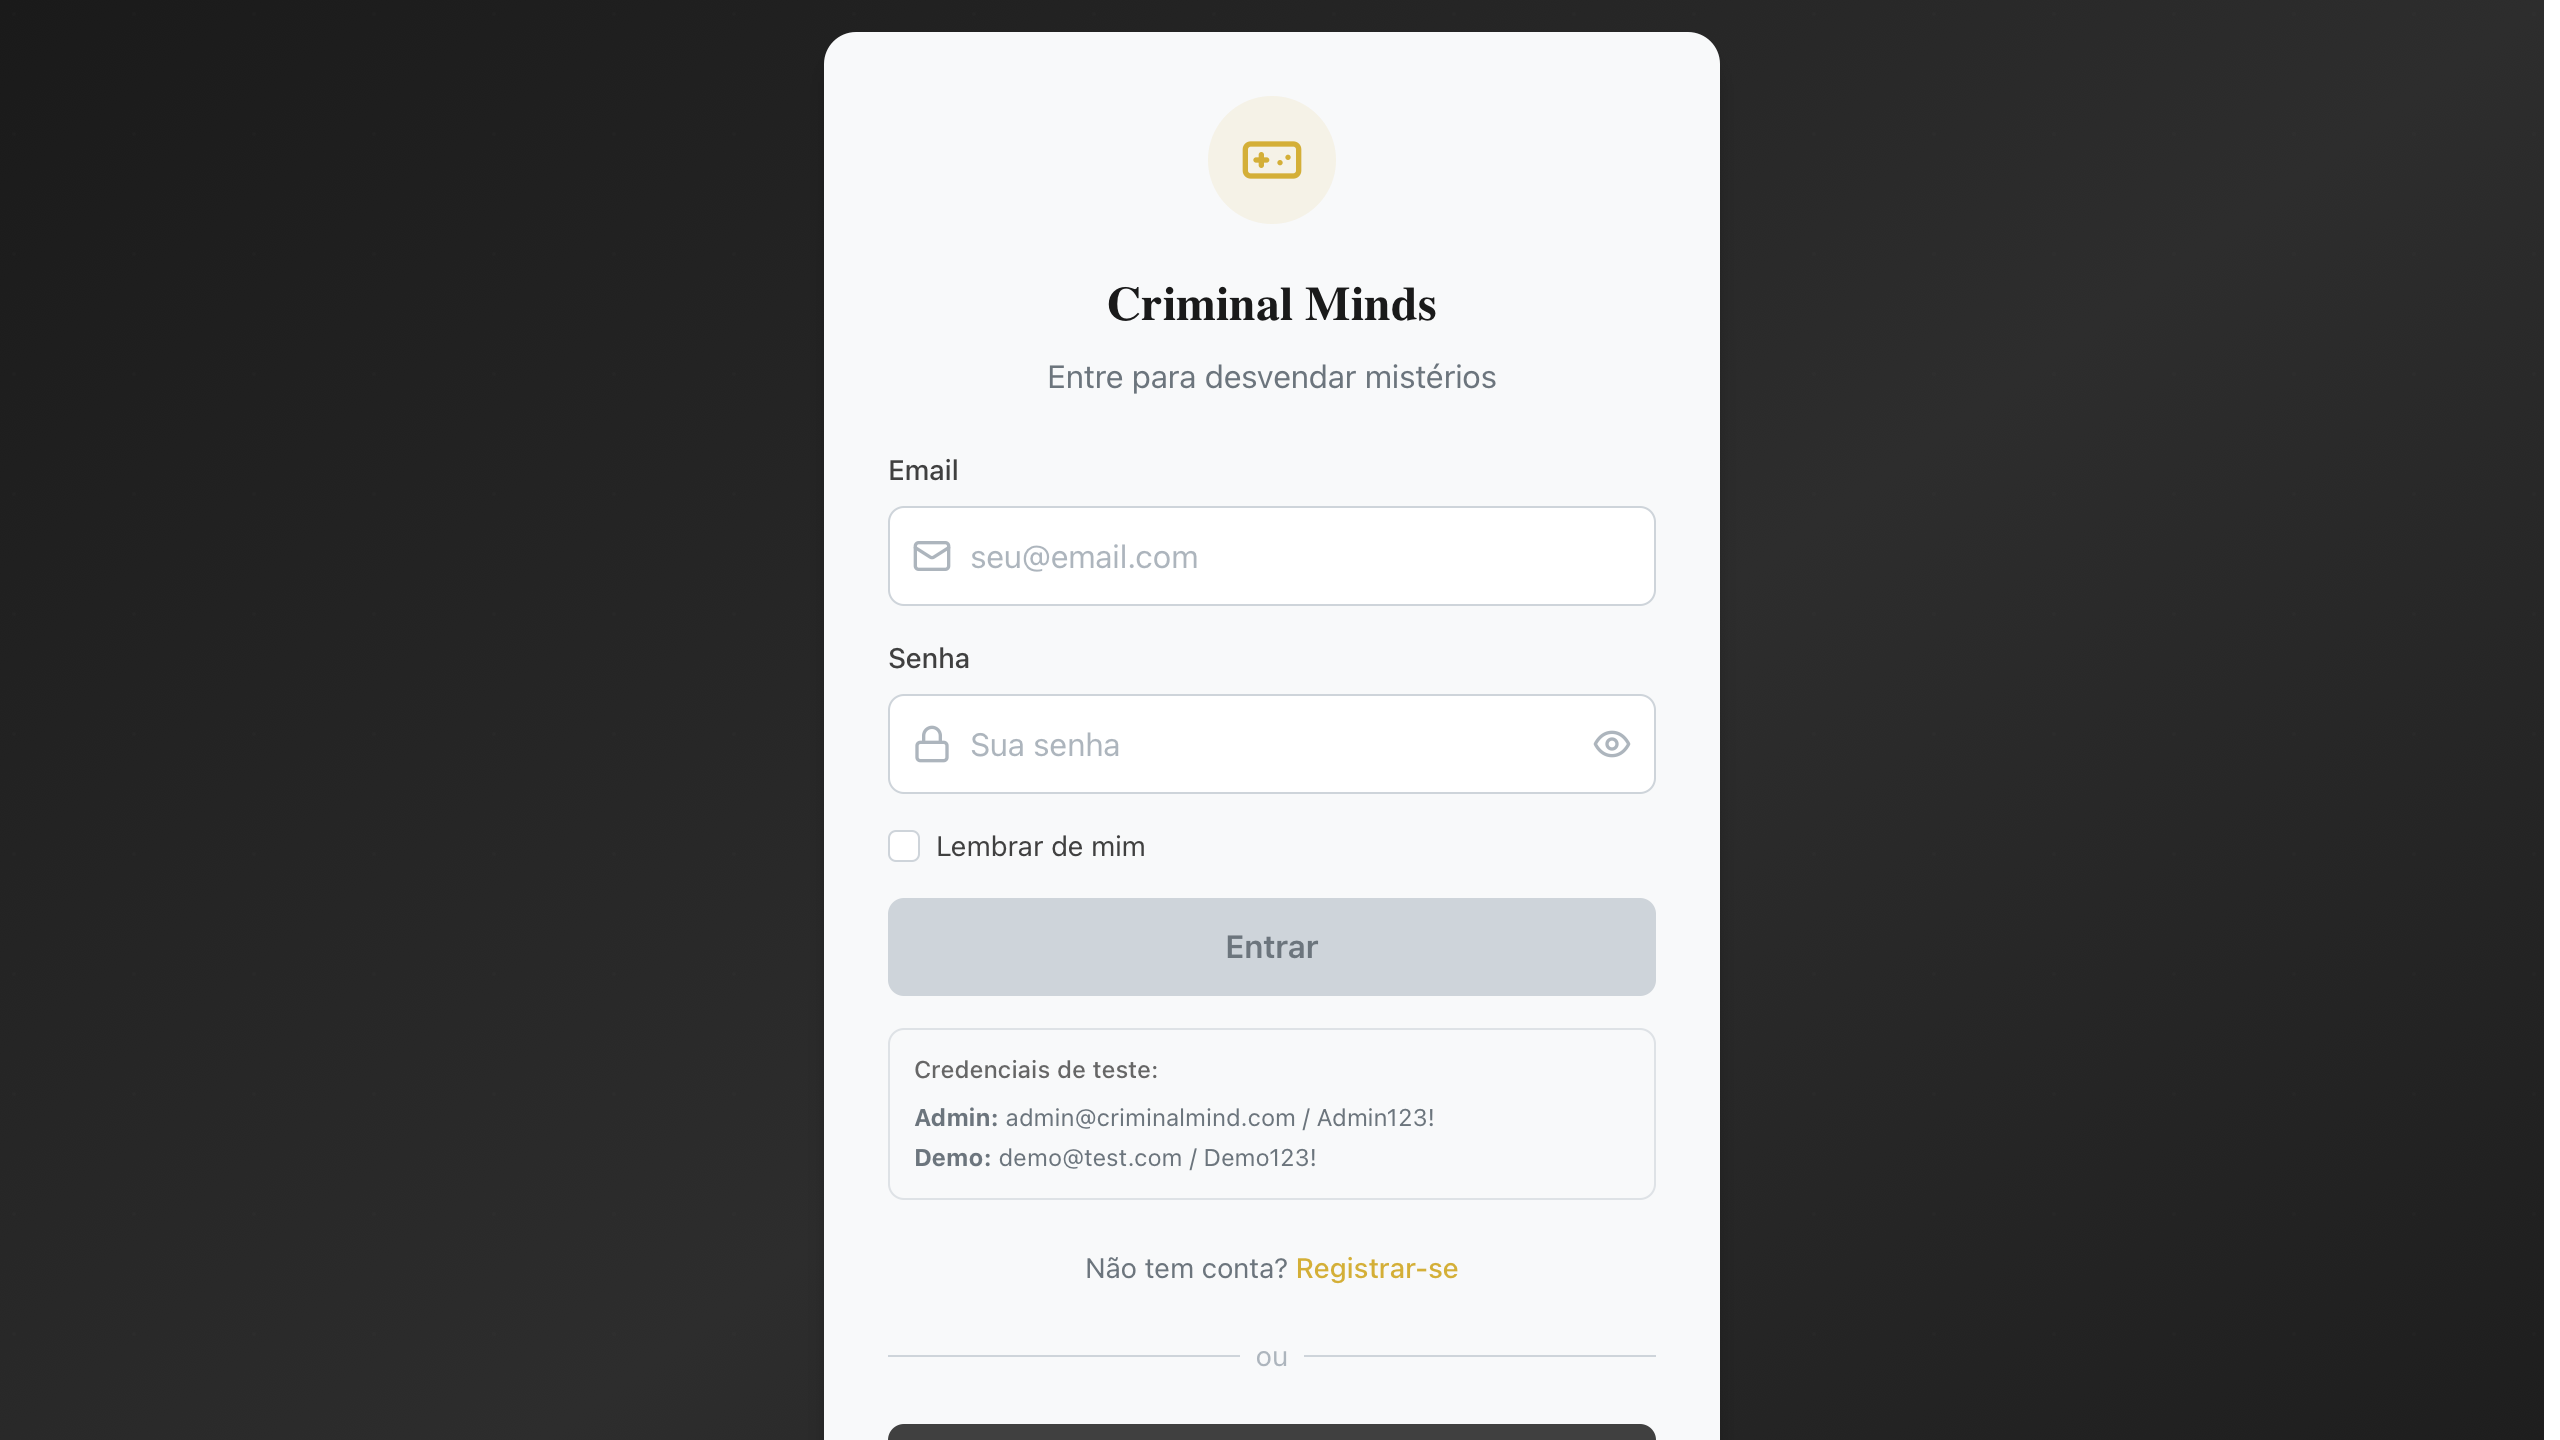 Criminal Minds
Entre para desvendar mistérios
Email
seu@email.com
Senha
Sua senha
Lembrar de mim
Entrar
Credenciais de teste:
Admin: admin@criminalmind.com / Admin123!
Demo: demo@test.com / Demo123!
Não tem conta? Registrar-se
ou